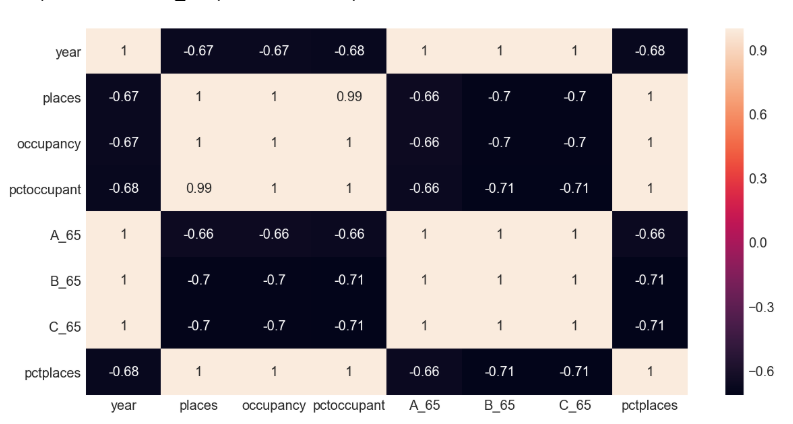 year 1 -0.67 -0.67 -0.68 1 1 1 -0.68
places -0.67 1 1 0.99 -0.66 -0.7 -0.7 1
occupancy -0.67 1 1 1 -0.66 -0.7 -0.7 1
pctoccupant -0.68 0.99 1 1 -0.66 -0.71 -0.71 1
A_65 1 -0.66 -0.66 -0.66 1 1 1 -0.66
B_65 1 -0.7 -0.7 -0.71 1 1 1 -0.71
C_65 1 -0.7 -0.7 -0.71 1 1 1 -0.71
pctplaces -0.68 1 1 1 -0.66 -0.71 -0.71 1
year places occupancy pctoccupant A_65 B_65 C_65 pctplaces
0.9
0.6
0.3
0.0
−0.3
−0.6